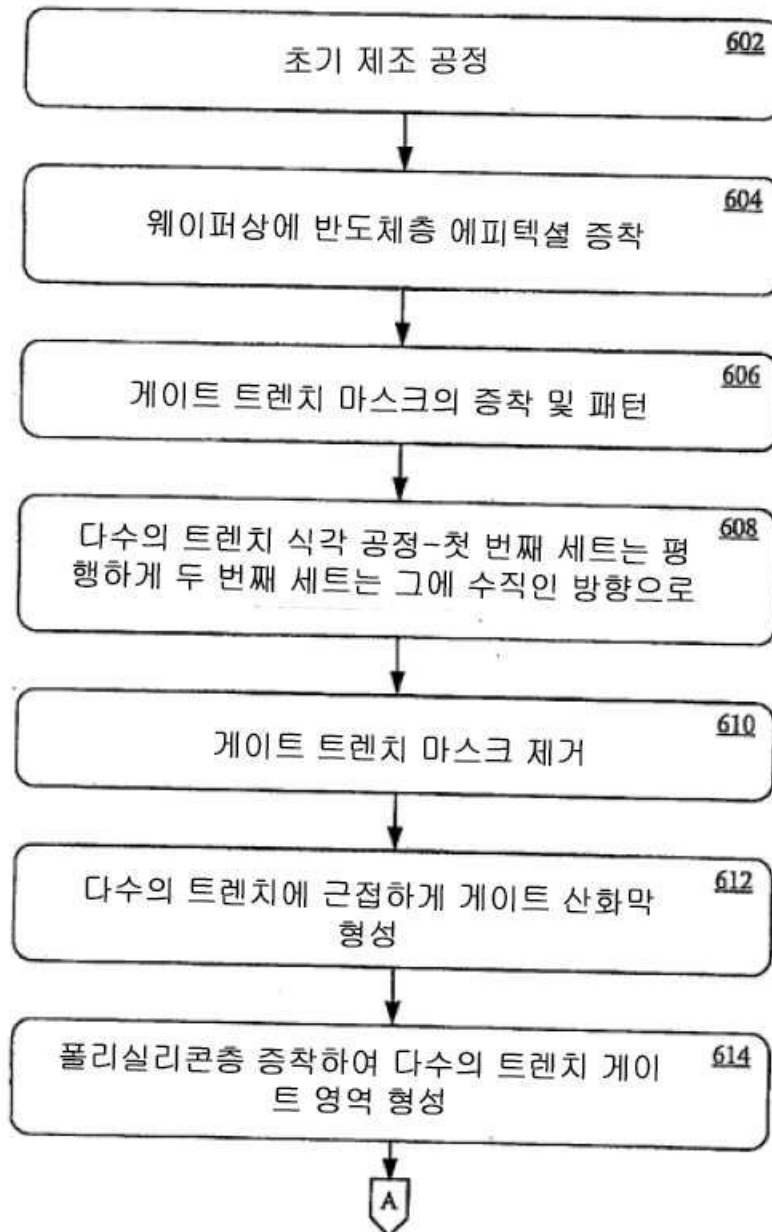 602
초기 제조 공정
604
웨이퍼상에 반도체층 에피텍셜 증착
606
게이트 트렌치 마스크의 증착 및 패턴
608
다수의 트렌치 식각 공정-첫 번째 세트는 평
행하게 두 번째 세트는 그에 수직인 방향으로
610
게이트 트렌치 마스크 제거
612
다수의 트렌치에 근접하게 게이트 산화막
형성
614
폴리실리콘층 증착하여 다수의 트렌치 게이
트 영역 형성
A